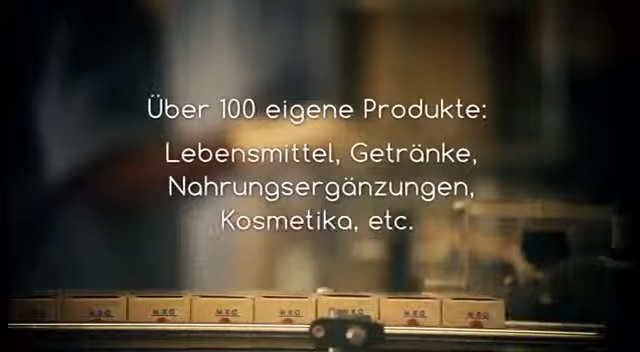 Über 100 eigene Produkte:
Lebensmittel, Getränke,
Nahrungsergänzungen,
Kosmetika, etc.